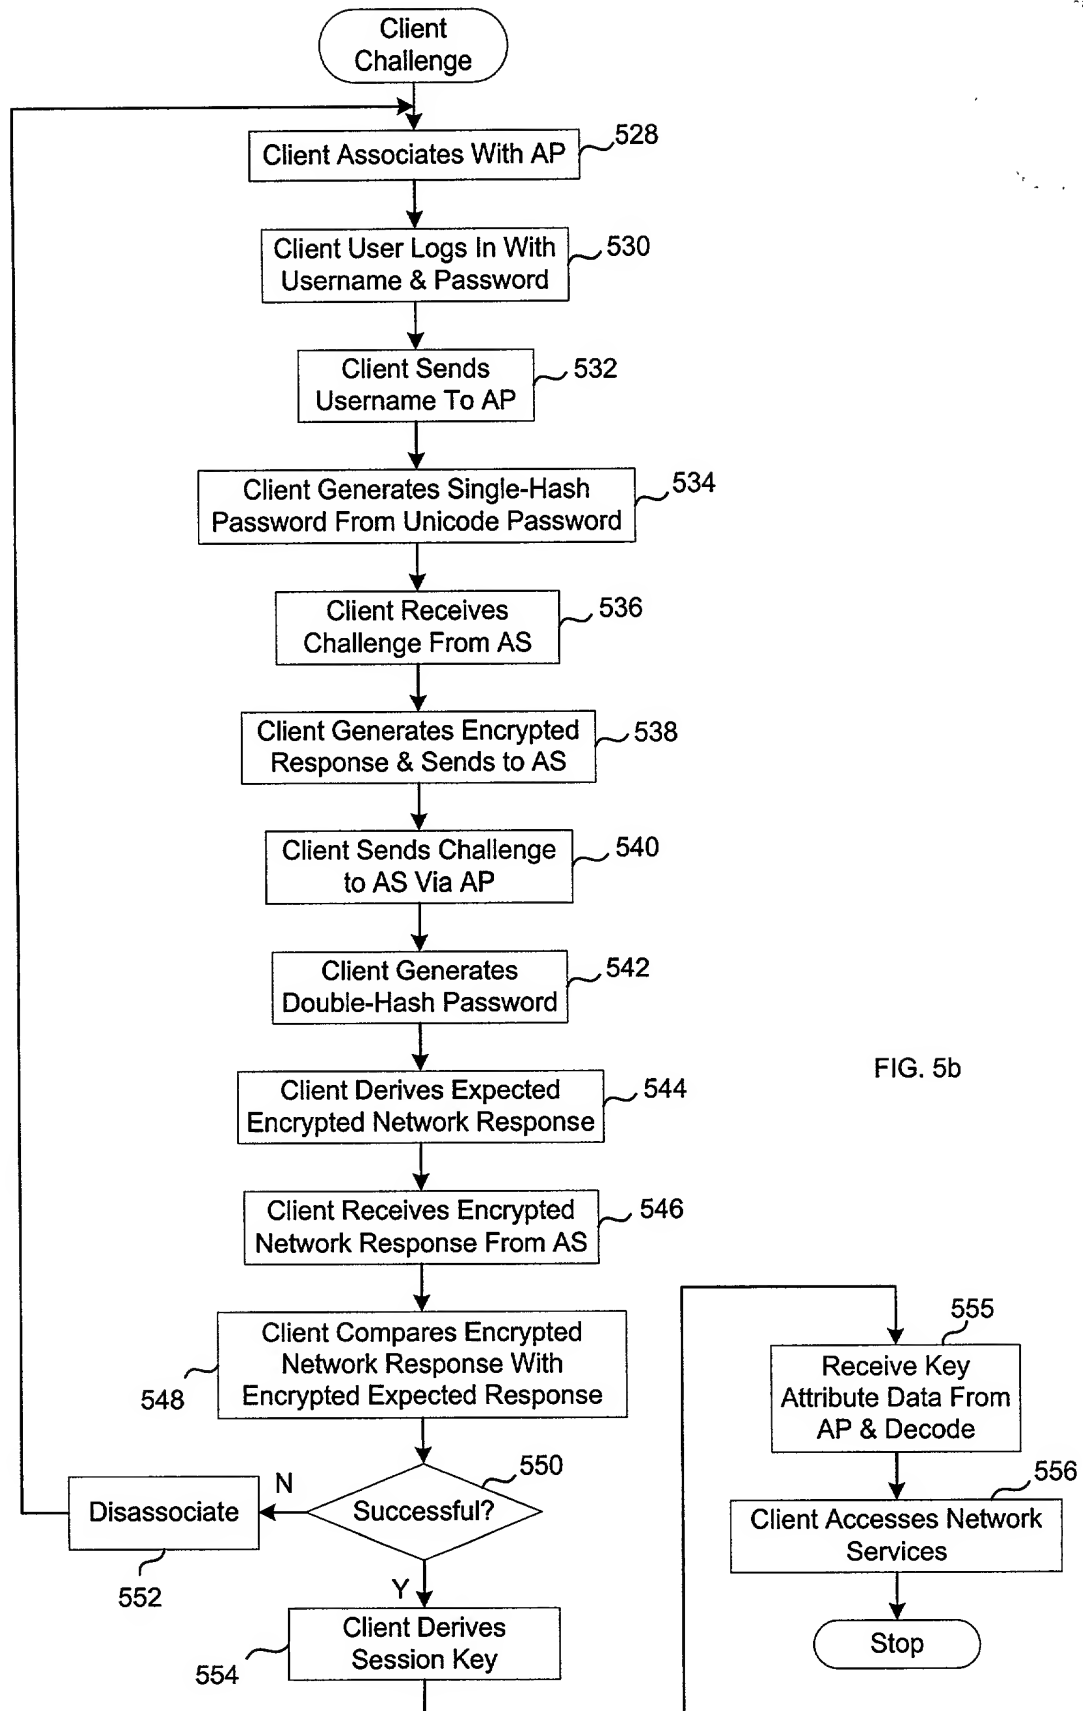 Client
Challenge
Client Associates With AP
528
Client User Logs In With
Username & Password
530
Client Sends
Username To AP
532
Client Generates Single-Hash
Password From Unicode Password
534
Client Receives
Challenge From AS
536
Client Generates Encrypted
Response & Sends to AS
538
Client Sends Challenge
to AS Via AP
540
Client Generates
Double-Hash Password
542
Client Derives Expected
Encrypted Network Response
544
Client Receives Encrypted
Network Response From AS
546
Client Compares Encrypted
Network Response With
Encrypted Expected Response
548
Successful?
550
N
Disassociate
552
Y
Client Derives
Session Key
554
FIG. 5b
555
Receive Key
Attribute Data From
AP & Decode
556
Client Accesses Network
Services
Stop